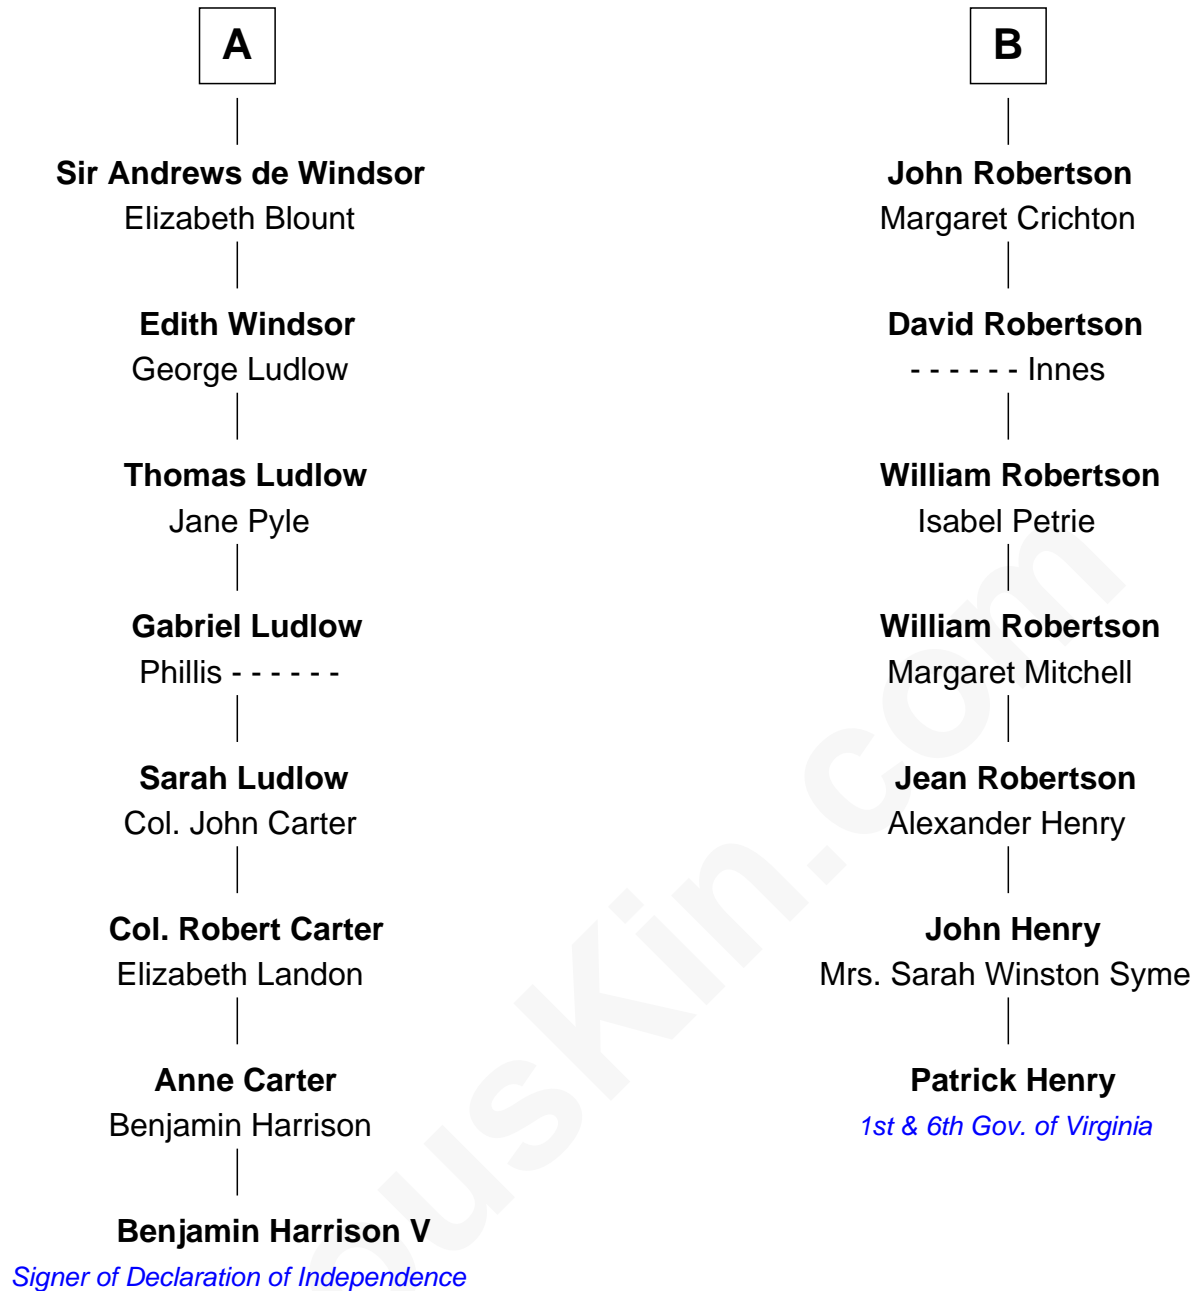 A
Sir Andrews de Windsor
Elizabeth Blount
Edith Windsor
George Ludlow
Thomas Ludlow
Jane Pyle
Gabriel Ludlow
Phillis - - - - - -
Sarah Ludlow
Col. John Carter
Col. Robert Carter
Elizabeth Landon
Anne Carter
Benjamin Harrison
Benjamin Harrison V
Signer of Declaration of Independence
B
John Robertson
Margaret Crichton
David Robertson
- - - - - - Innes
William Robertson
Isabel Petrie
William Robertson
Margaret Mitchell
Jean Robertson
Alexander Henry
John Henry
Mrs. Sarah Winston Syme
Patrick Henry
1st & 6th Gov. of Virginia
ousKin.com